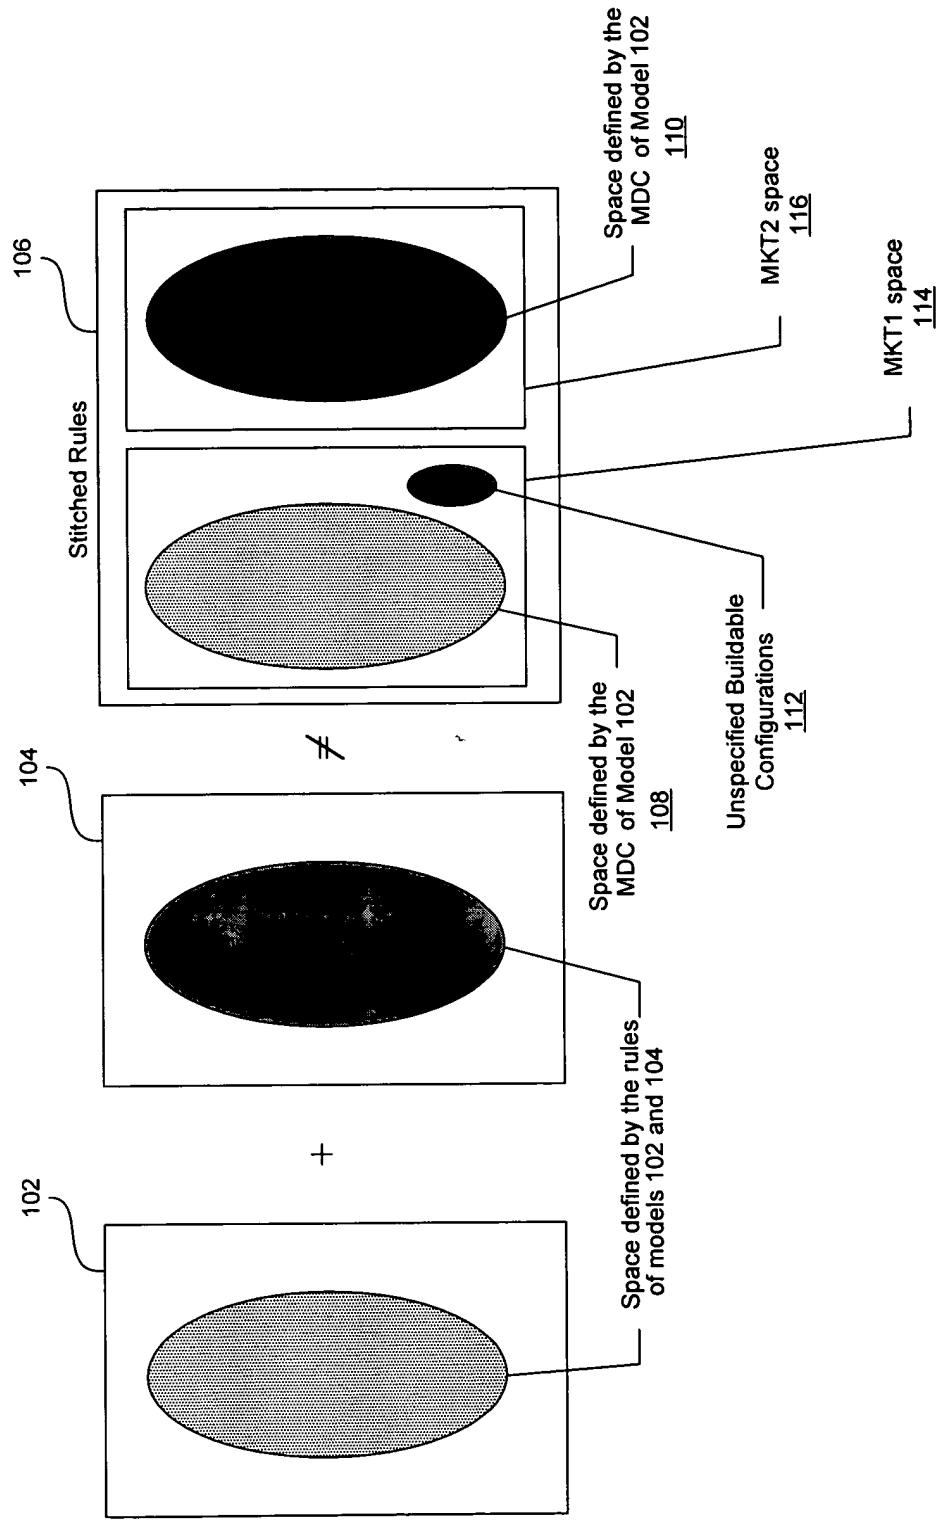 102
104
106
Stitched Rules
+
≠
Space defined by the rules
of models 102 and 104
Space defined by the
MDC of Model 102
108
Unspecified Buildable
Configurations
112
Space defined by the
MDC of Model 102
110
MKT2 space
116
MKT1 space
114